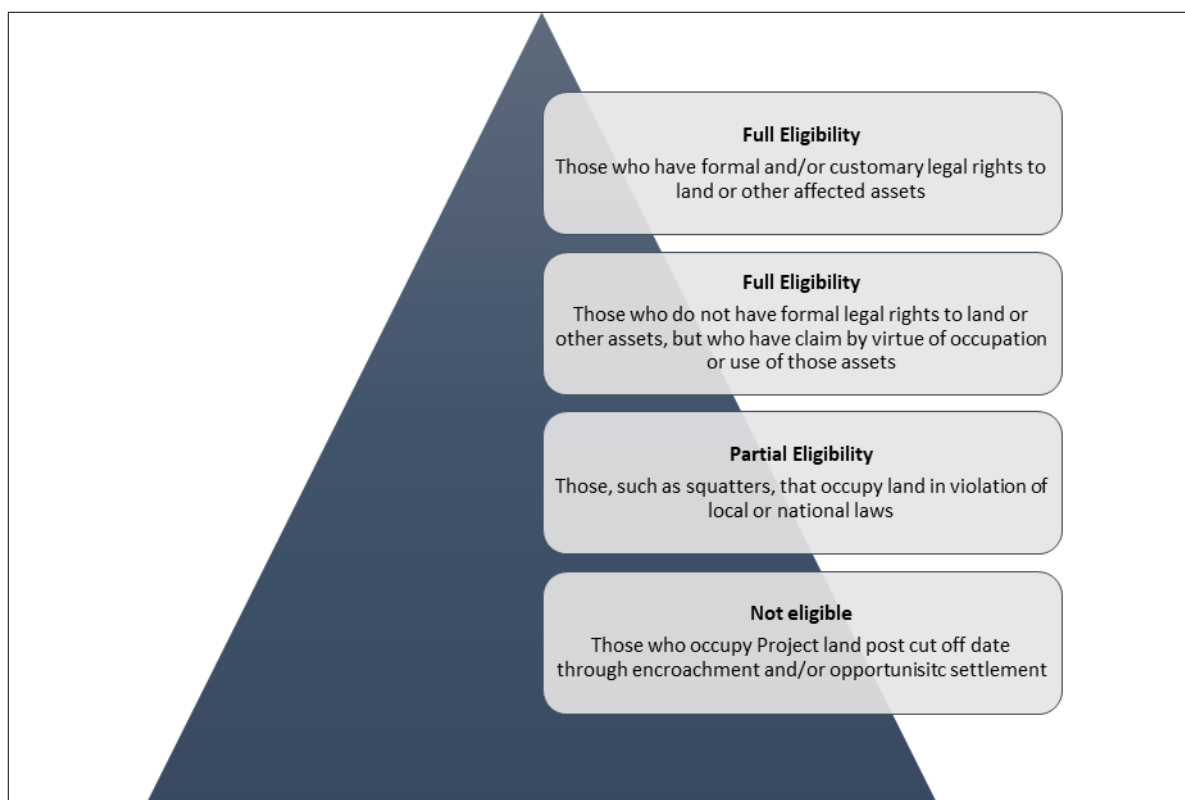 Full Eligibility
Those who have formal and/or customary legal rights to
land or other affected assets
Full Eligibility
Those who do not have formal legal rights to land or
other assets, but who have claim by virtue of occupation
or use of those assets
Partial Eligibility
Those, such as squatters, that occupy land in violation of
local or national laws
Not eligible
Those who occupy Project land post cut off date
through encroachment and/or opportunisitc settlement